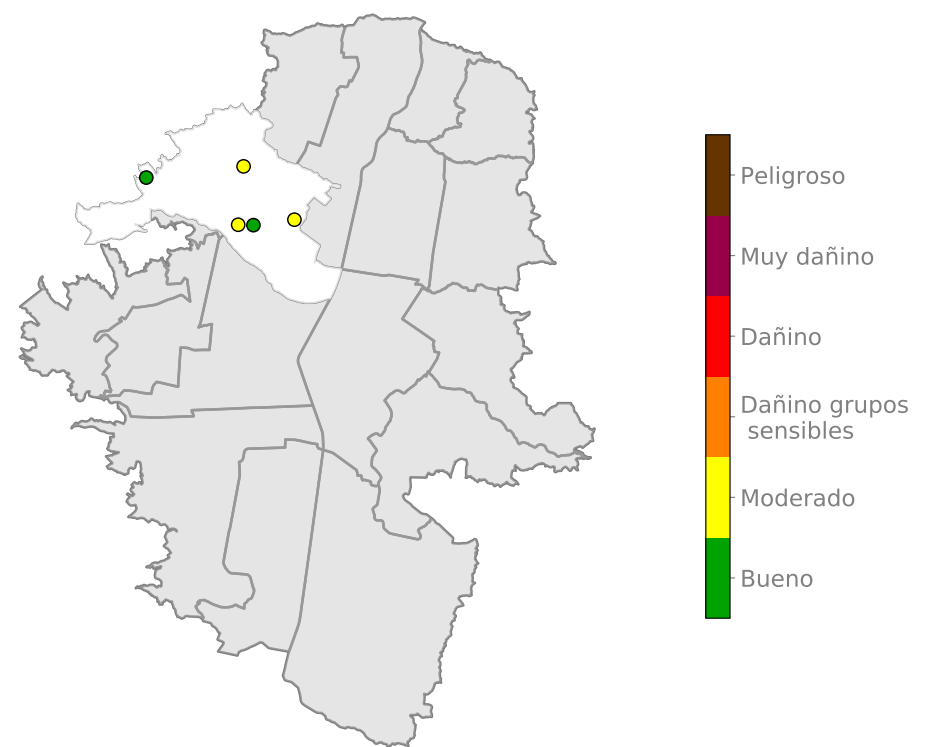 Peligroso
Muy dañino
Dañino
Dañino grupos
sensibles
Moderado
Bueno